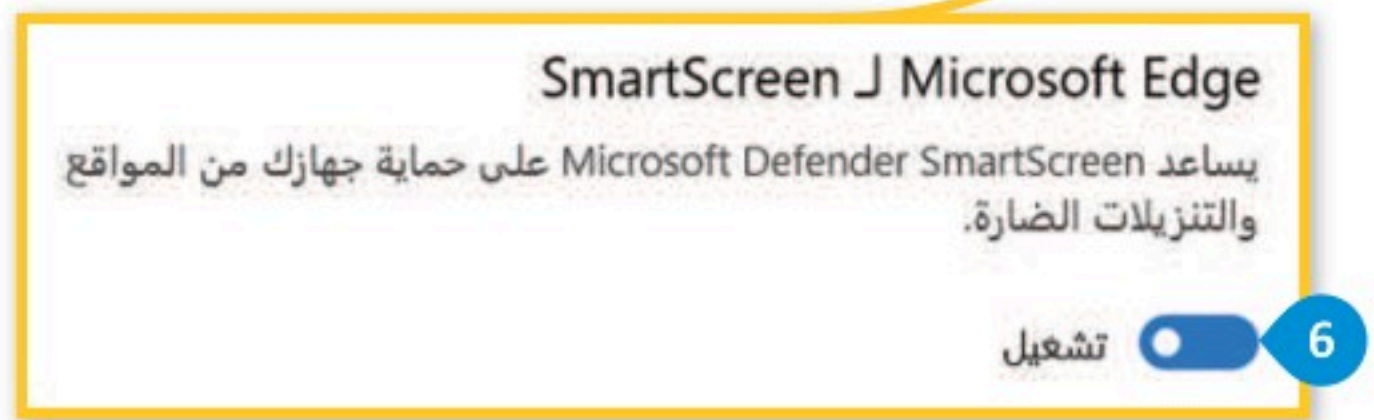 SmartScreen لـ Microsoft Edge
يساعد Microsoft Defender SmartScreen على حماية جهازك من المواقع
والتنزيلات الضارة.
تشغيل
6